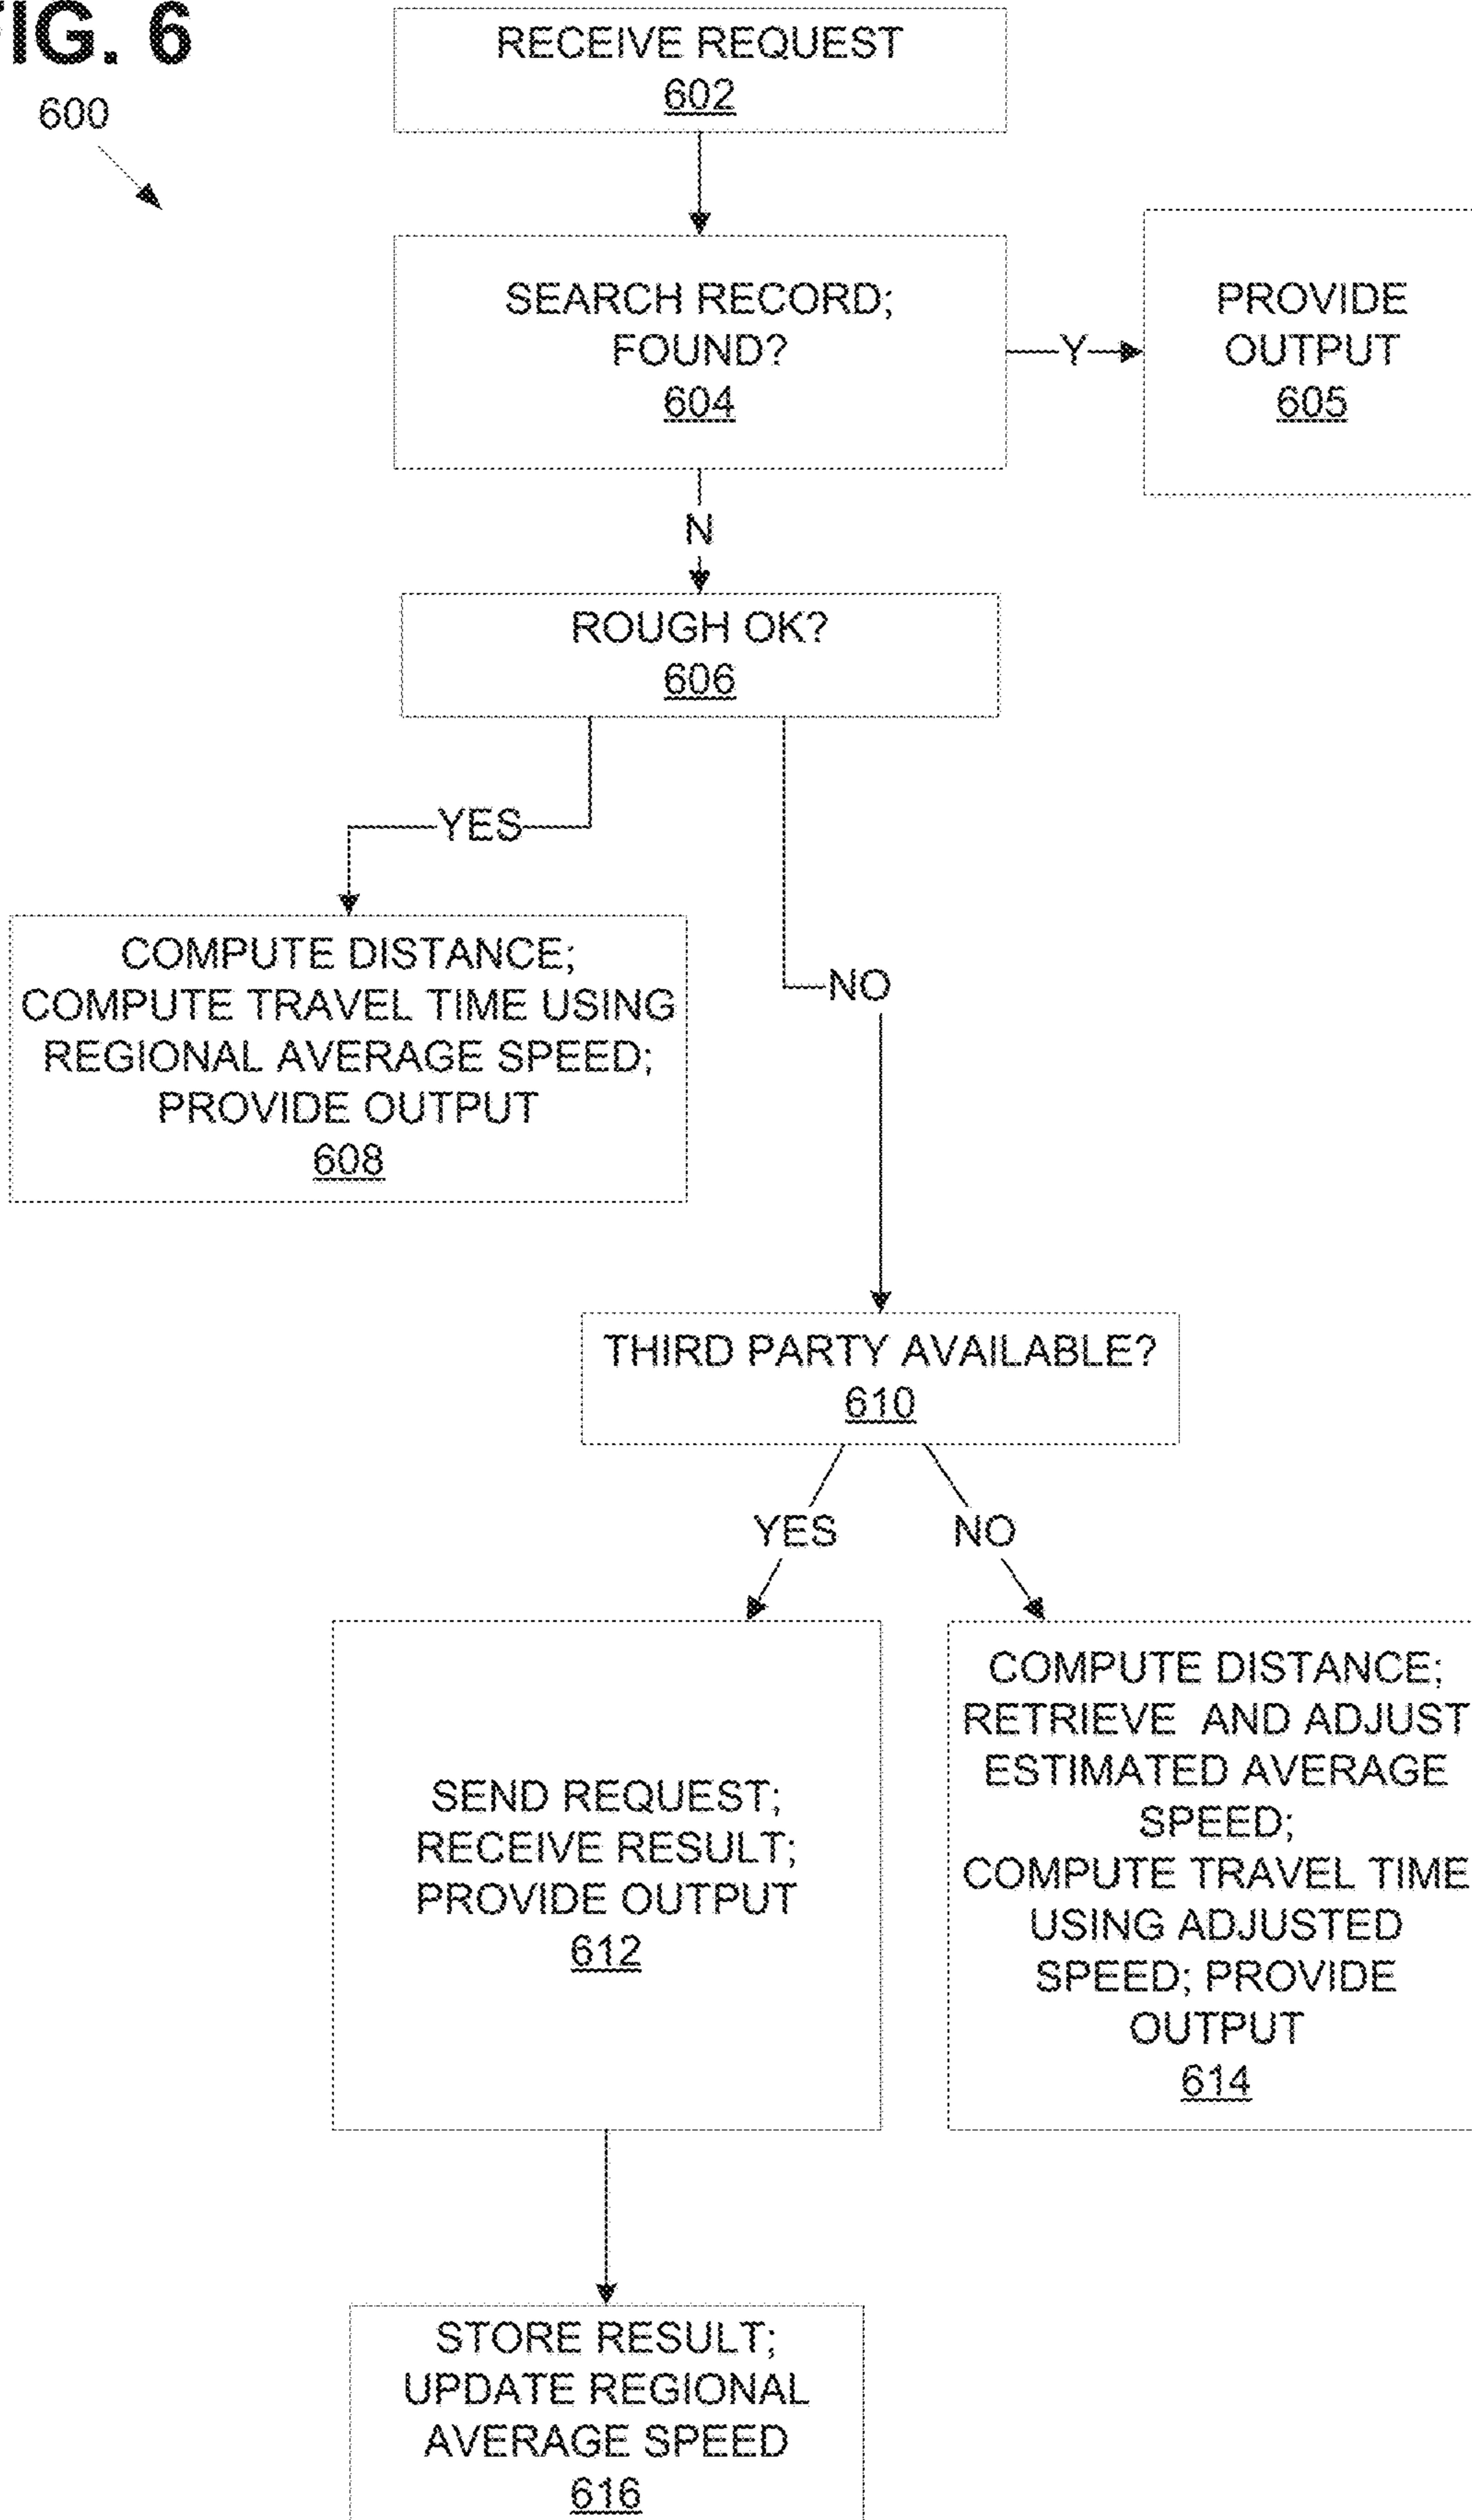 FIG. 6
600
RECEIVE REQUEST
602
SEARCH RECORD;
FOUND?
604
Y
PROVIDE
OUTPUT
605
N
ROUGH OK?
606
YES
NO
COMPUTE DISTANCE;
COMPUTE TRAVEL TIME USING
REGIONAL AVERAGE SPEED;
PROVIDE OUTPUT
608
THIRD PARTY AVAILABLE?
610
YES
NO
SEND REQUEST;
RECEIVE RESULT;
PROVIDE OUTPUT
612
COMPUTE DISTANCE;
RETRIEVE AND ADJUST
ESTIMATED AVERAGE
SPEED;
COMPUTE TRAVEL TIME
USING ADJUSTED
SPEED; PROVIDE
OUTPUT
614
STORE RESULT;
UPDATE REGIONAL
AVERAGE SPEED
616